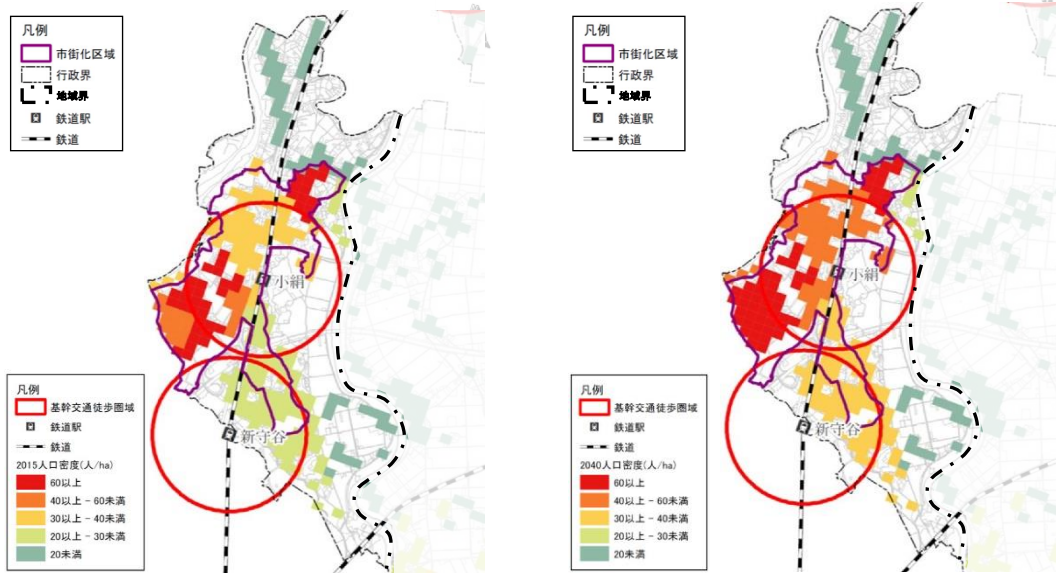 凡例
市街化区域
行政界
地域界
鉄道駅
鉄道
小絹
新守谷
凡例
基幹交通徒歩圏域
鉄道駅
鉄道
2015人口密度(人/ha)
60以上
40以上 - 60未満
30以上 - 40未満
20以上 - 30未満
20未満
凡例
市街化区域
行政界
地域界
鉄道駅
鉄道
小絹
新守谷
凡例
基幹交通徒歩圏域
鉄道駅
鉄道
2040人口密度(人/ha)
60以上
40以上 - 60未満
30以上 - 40未満
20以上 - 30未満
20未満